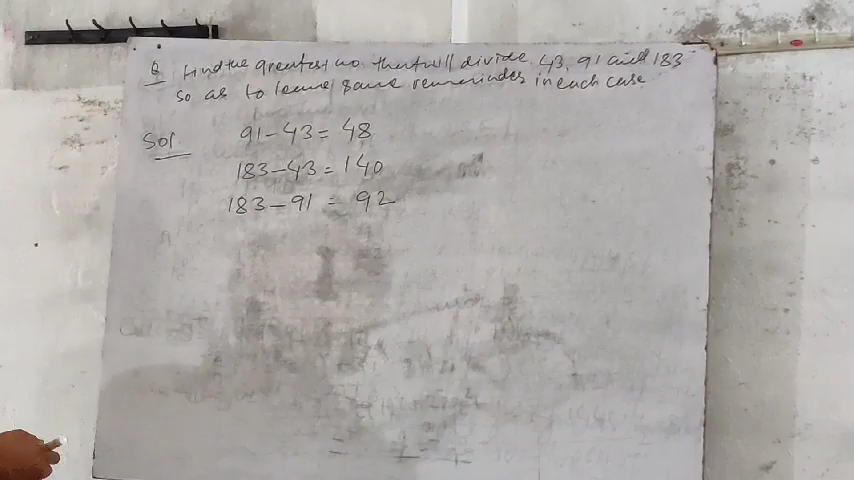 Q Find the greatest no. that will divide 43, 91 and 183
so as to leave same remeinder in each case
Sol
91-43=48
183-43=140
183-91 = 92